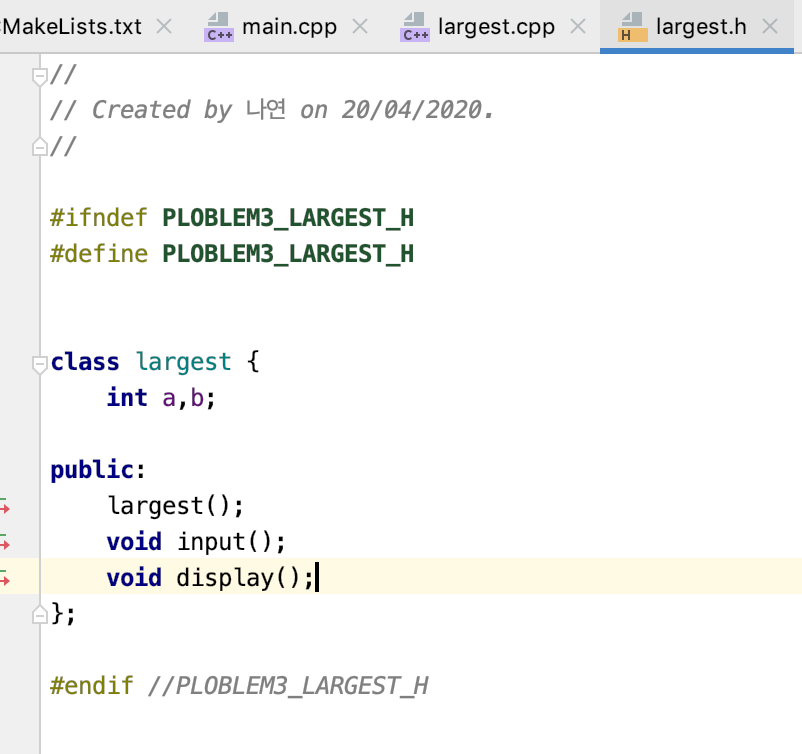 CMakeLists.txt
main.cpp
largest.cpp
largest.h
C++
C++
H
//
// Created by 나연 on 20/04/2020.
//
#ifndef PLOBLEM3_LARGEST_H
#define PLOBLEM3_LARGEST_H
class largest {
int a,b;
public:
largest();
void input();
void display();
};
#endif //PLOBLEM3_LARGEST_H